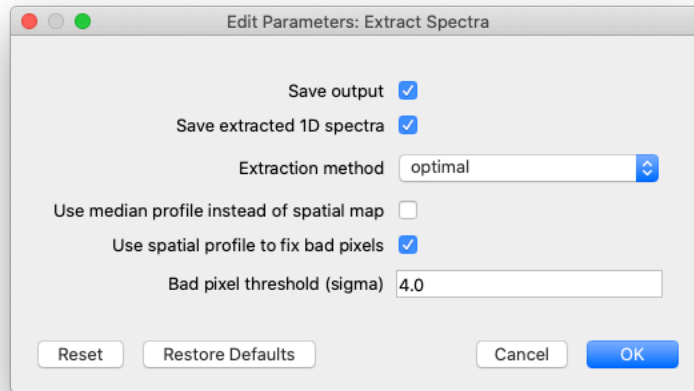 Edit Parameters: Extract Spectra
Save output
Save extracted 1D spectra
Extraction method optimal
Use median profile instead of spatial map
Use spatial profile to fix bad pixels
Bad pixel threshold (sigma) 4.0
Reset Restore Defaults Cancel OK